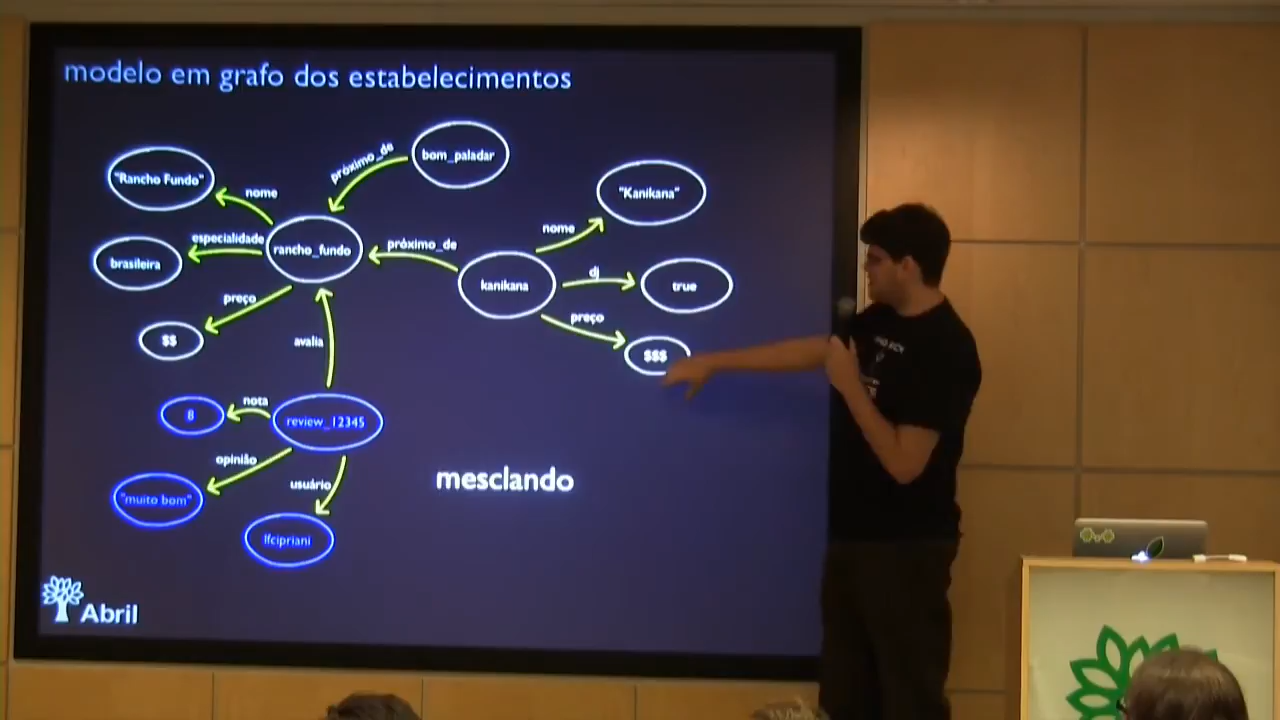 modelo em grafo dos estabelecimentos
bom_paladar
próximo_de
"Rancho Fundo"
nome
"Kanikana"
nome
especialidade
rancho_fundo
próximo_de
brasileira
kanikana
dj
true
preço
preço
$$
avalia
$$$
8
nota
review_12345
opinião
usuário
mesclando
"muito bom"
lfcipriani
Abril